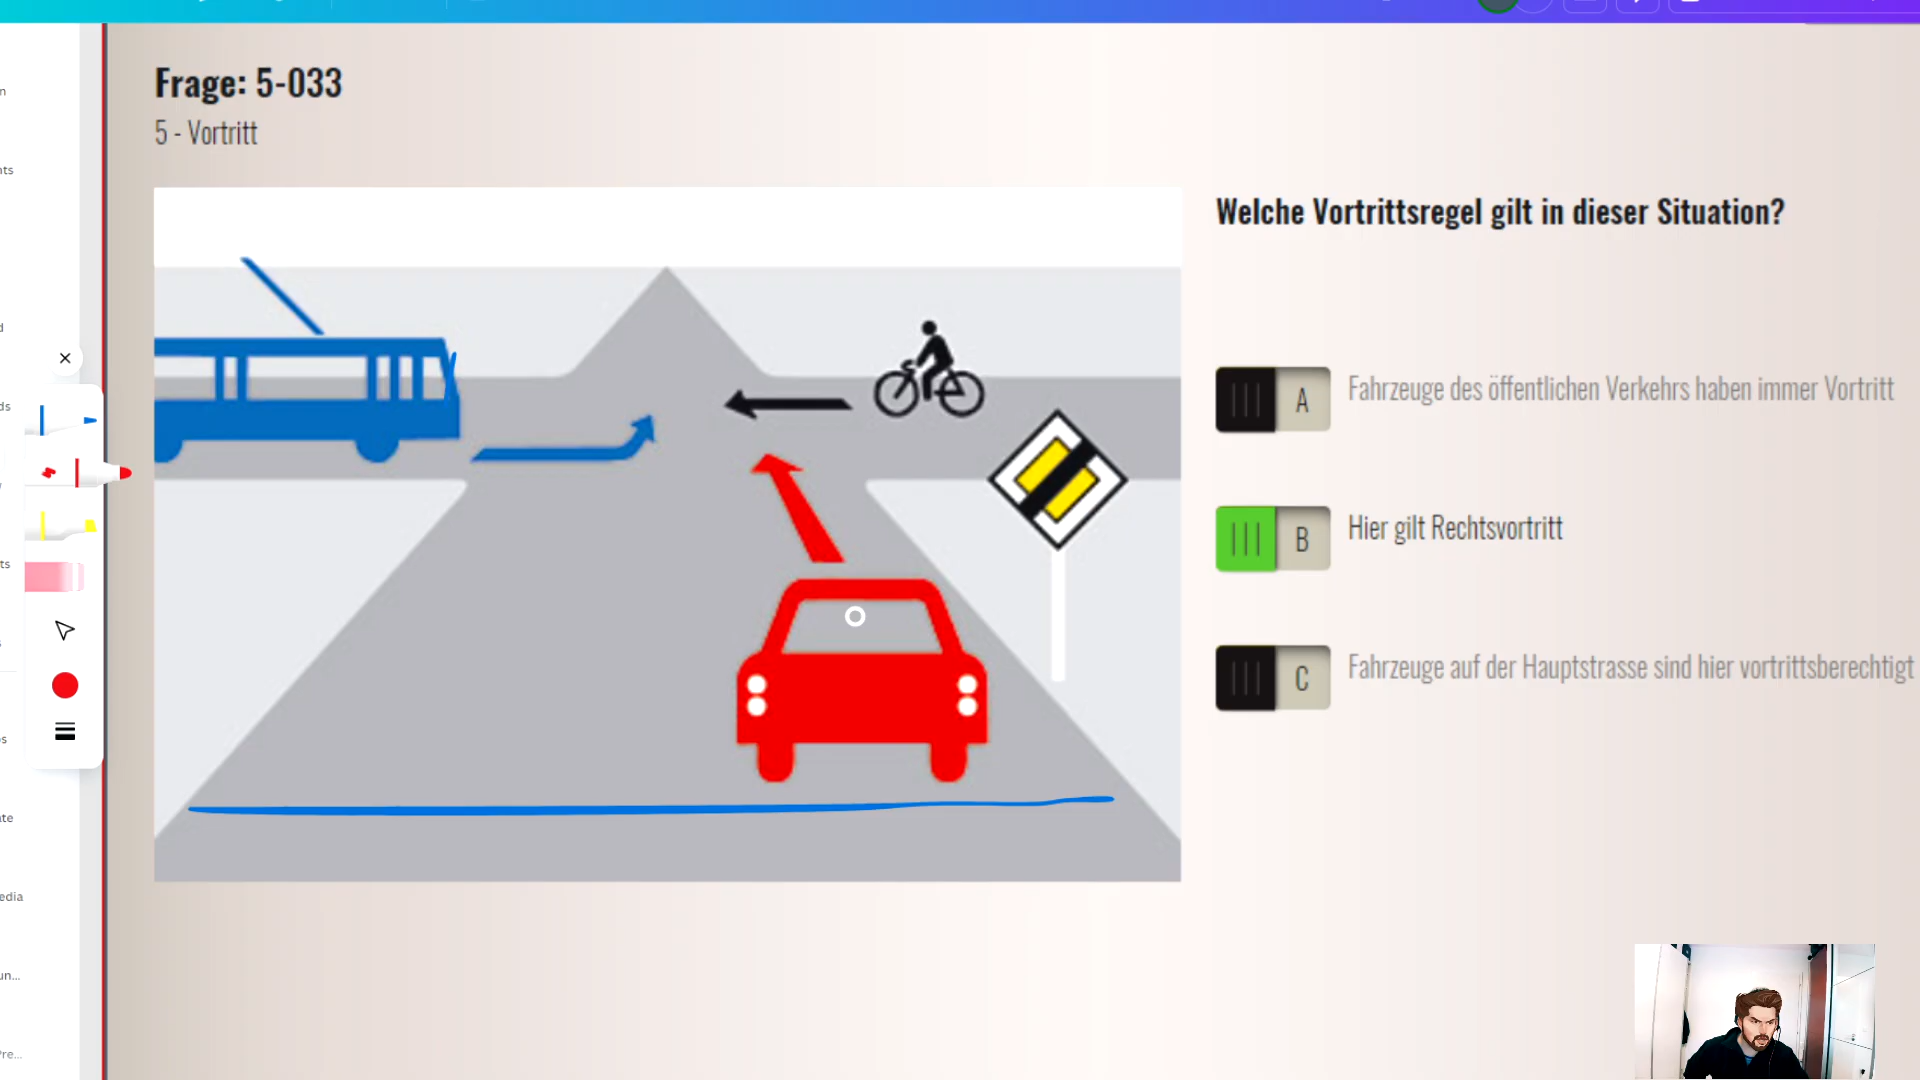 Frage: 5-033
5 - Vortritt
Welche Vortrittsregel gilt in dieser Situation?
A Fahrzeuge des öffentlichen Verkehrs haben immer Vortritt
B Hier gilt Rechtsvortritt
C Fahrzeuge auf der Hauptstrasse sind hier vortrittsberechtigt